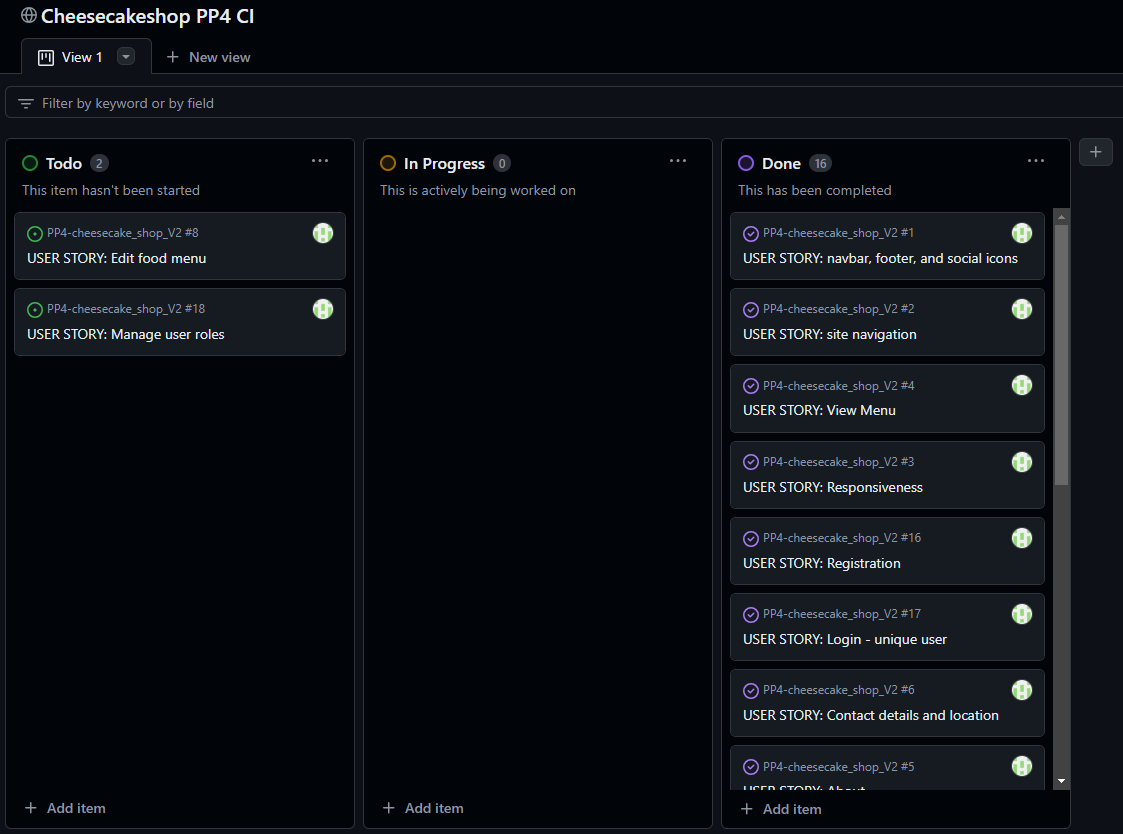 Cheesecakeshop PP4 CI
View 1
New view
Filter by keyword or by field
Todo 2
This item hasn't been started
PP4-cheesecake_shop_V2 #8
USER STORY: Edit food menu
PP4-cheesecake_shop_V2 #18
USER STORY: Manage user roles
Add item
In Progress 0
This is actively being worked on
Add item
Done 16
This has been completed
PP4-cheesecake_shop_V2 #1
USER STORY: navbar, footer, and social icons
PP4-cheesecake_shop_V2 #2
USER STORY: site navigation
PP4-cheesecake_shop_V2 #4
USER STORY: View Menu
PP4-cheesecake_shop_V2 #3
USER STORY: Responsiveness
PP4-cheesecake_shop_V2 #16
USER STORY: Registration
PP4-cheesecake_shop_V2 #17
USER STORY: Login - unique user
PP4-cheesecake_shop_V2 #6
USER STORY: Contact details and location
PP4-cheesecake_shop_V2 #5
USER STORY: About
Add item